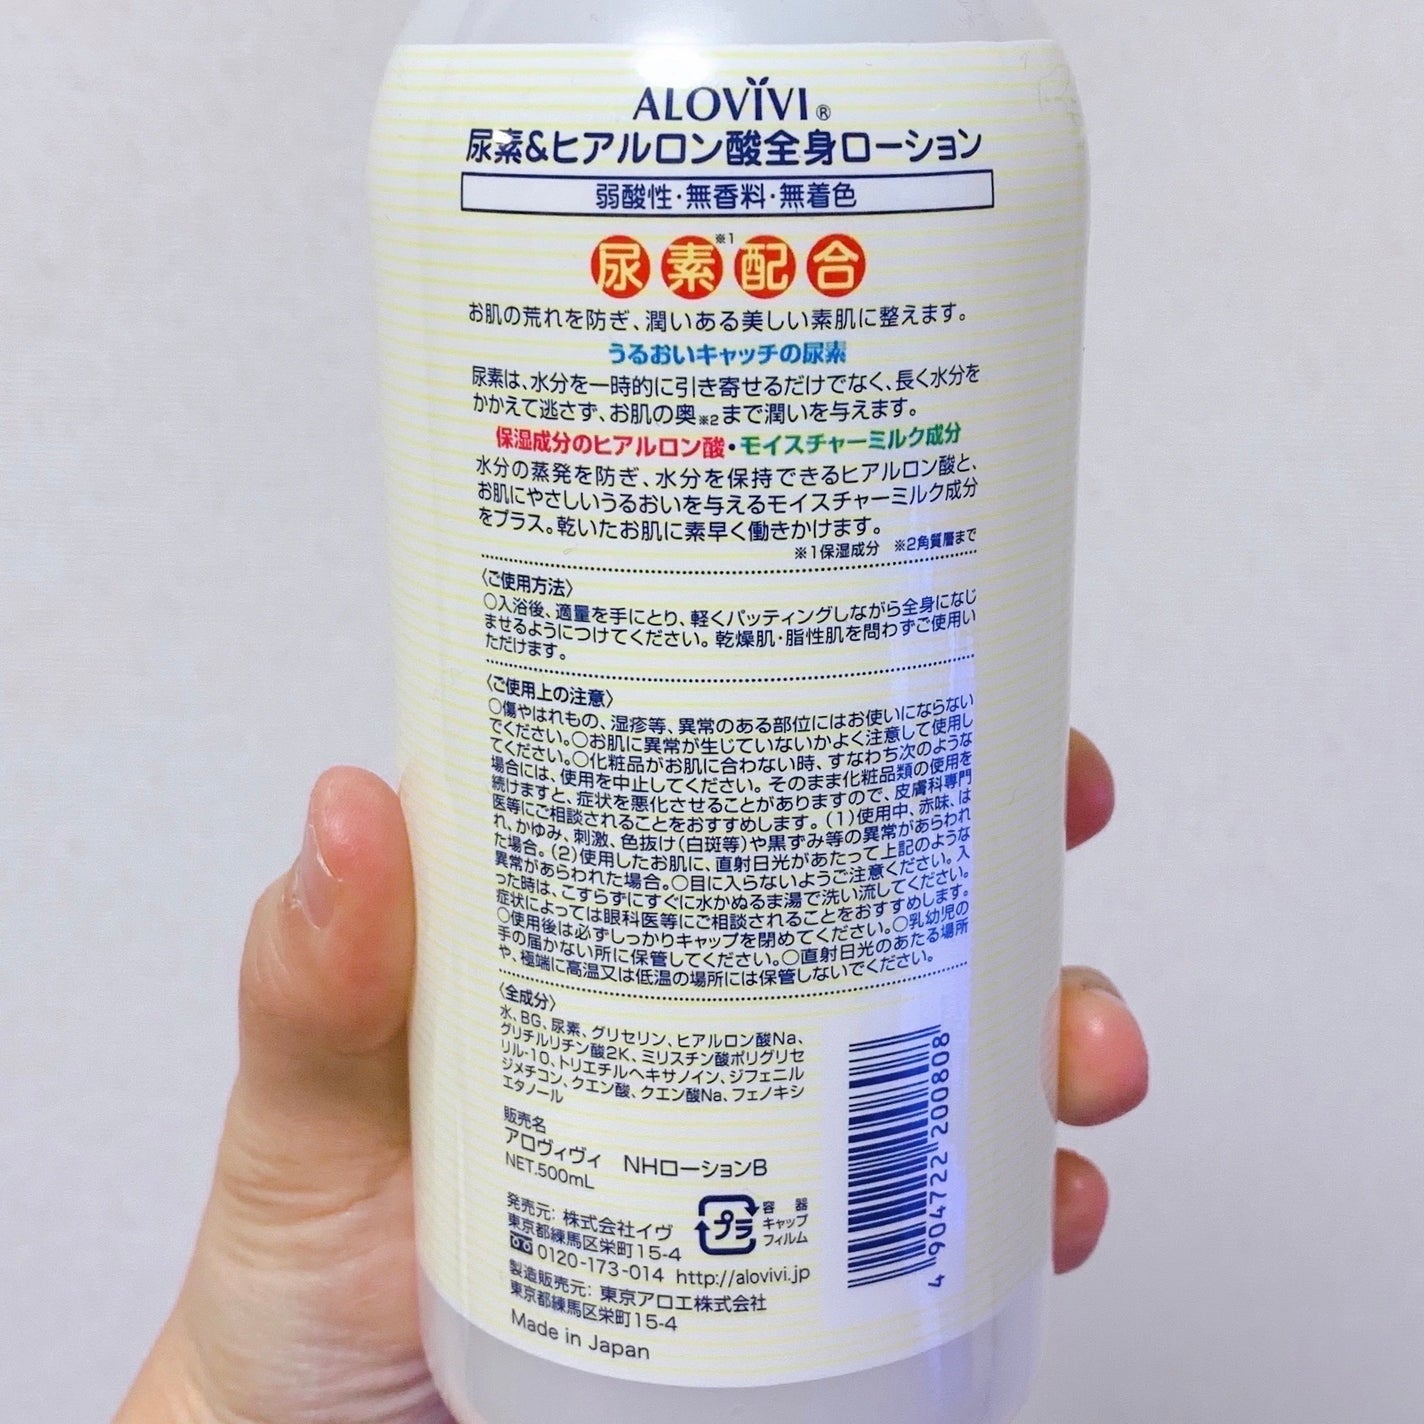 ALOVIVI®
尿素&ヒアルロン酸全身ローション
弱酸性・無香料・無着色
尿素※1配合
お肌の荒れを防ぎ、潤いある美しい素肌に整えます。
うるおいキャッチの尿素
尿素は、水分を一時的に引き寄せるだけでなく、長く水分を
かかえて逃さず、お肌の奥※2まで潤いを与えます。
保湿成分のヒアルロン酸・モイスチャーミルク成分
水分の蒸発を防ぎ、水分を保持できるヒアルロン酸と、
お肌にやさしいうるおいを与えるモイスチャーミルク成分
をプラス。乾いたお肌に素早く働きかけます。
※1保湿成分 ※2角質層まで
〈ご使用方法〉
○入浴後、適量を手にとり、軽くパッティングしながら全身になじ
ませるようにつけてください。乾燥肌・脂性肌を問わずご使用い
ただけます。
〈ご使用上の注意〉
○傷やはれもの、湿疹等、異常のある部位にはお使いにならない
でください。○お肌に異常が生じていないかよく注意して使用し
てください。○化粧品がお肌に合わない時、すなわち次のような
場合には、使用を中止してください。そのまま化粧品類の使用を
続けますと、症状を悪化させることがありますので、皮膚科専門
医等にご相談されることをおすすめします。(1)使用中、赤味、は
れ、かゆみ、刺激、色抜け(白斑等)や黒ずみ等の異常があらわれ
た場合。(2)使用したお肌に、直射日光があたって上記のような
異常があらわれた場合。○目に入らないようご注意ください。入
った時は、こすらずにすぐに水かぬるま湯で洗い流してください。
症状によっては眼科医等にご相談されることをおすすめします。
○使用後は必ずしっかりキャップを閉めてください。○乳幼児の
手の届かない所に保管してください。○直射日光のあたる場所
や、極端に高温又は低温の場所には保管しないでください。
〈全成分〉
水、BG、尿素、グリセリン、ヒアルロン酸Na、
グリチルリチン酸2K、ミリスチン酸ポリグリセ
リル-10、トリエチルヘキサノイン、ジフェニル
ジメチコン、クエン酸、クエン酸Na、フェノキシ
エタノール
販売名
アロヴィヴィ NHローションB
NET.500mL
発売元: 株式会社イヴ
東京都練馬区栄町15-4
0120-173-014 http://alovivi.jp
製造販売元: 東京アロエ株式会社
東京都練馬区栄町15-4
Made in Japan
プラ
容器
キャップ
フィルム
4 904722 200808